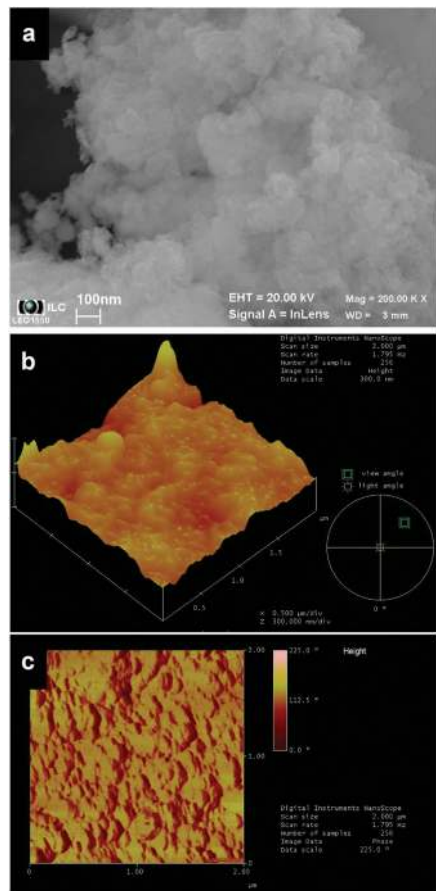 a
ILC
LEO1550
100nm
EHT = 20.00 kV
Signal A = InLens
Mag = 200.00 K X
WD = 3 mm
b
Digital Instruments NanoScope
Scan size 2.000 µm
Scan rate 1.795 Hz
Number of samples 256
Image Data Height
Data scale 300.0 nm
view angle
light angle
µm
1.5
1.0
0.5
X 0.500 µm/div
Z 300.000 nm/div
0 °
c
2.00
1.00
0
0
1.00
2.00
µm
225.0 °
112.5 °
0.0 °
Height
Digital Instruments NanoScope
Scan size 2.000 µm
Scan rate 1.795 Hz
Number of samples 256
Image Data Phase
Data scale 225.0 °